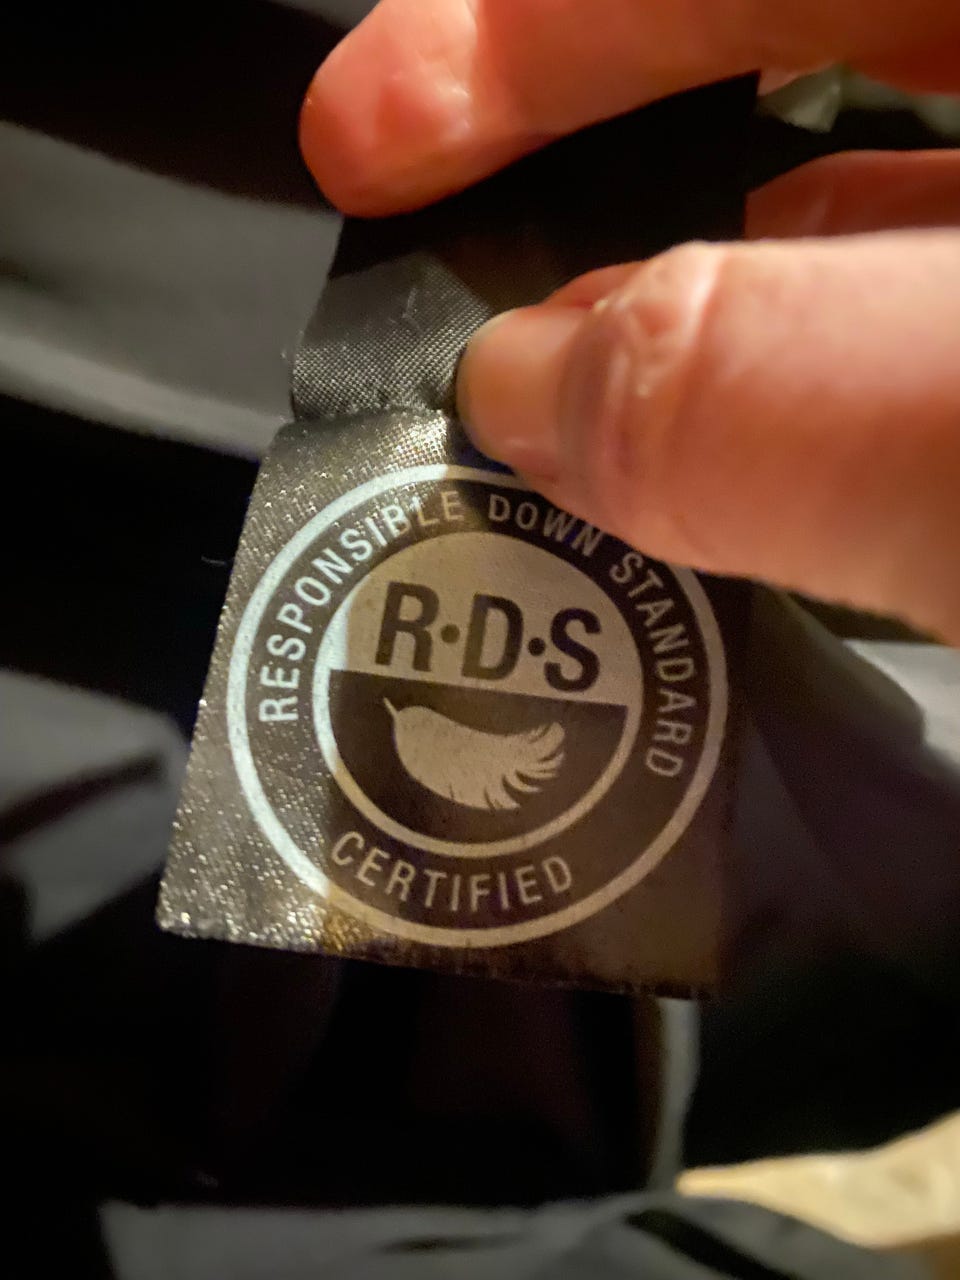 RESPONSIBLE DOWN STANDARD
R·D·S
CERTIFIED